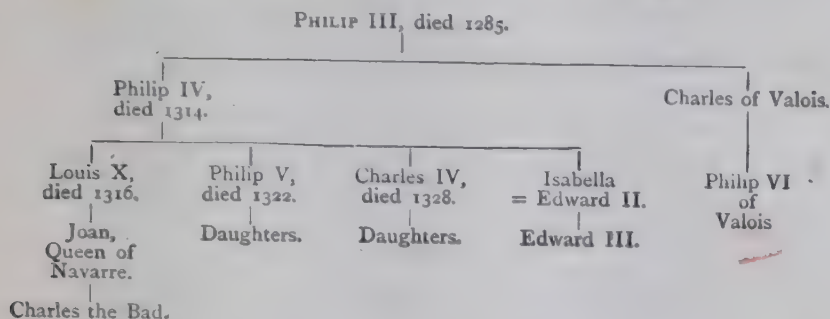 PHILIP III, died 1285.
Philip IV,
died 1314.
Charles of Valois.
Louis X,
died 1316.
Philip V,
died 1322.
Charles IV,
died 1328.
Isabella
= Edward II.
Philip VI
of
Valois
Joan,
Queen of
Navarre.
Daughters.
Daughters.
Edward III.
Charles the Bad.